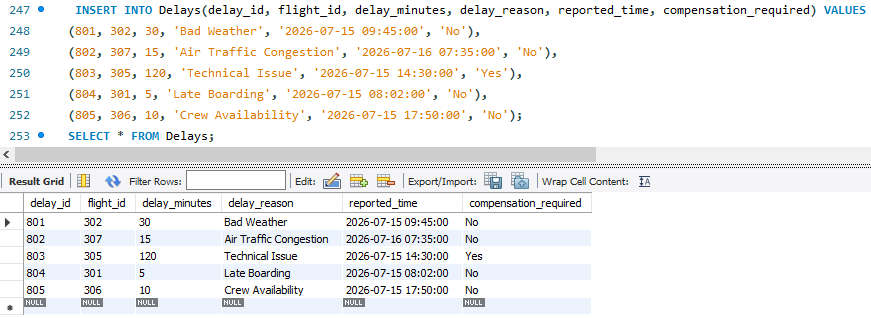 247 INSERT INTO Delays(delay_id, flight_id, delay_minutes, delay_reason, reported_time, compensation_required) VALUES
248 (801, 302, 30, 'Bad Weather', '2026-07-15 09:45:00', 'No'),
249 (802, 307, 15, 'Air Traffic Congestion', '2026-07-16 07:35:00', 'No'),
250 (803, 305, 120, 'Technical Issue', '2026-07-15 14:30:00', 'Yes'),
251 (804, 301, 5, 'Late Boarding', '2026-07-15 08:02:00', 'No'),
252 (805, 306, 10, 'Crew Availability', '2026-07-15 17:50:00', 'No');
253 SELECT * FROM Delays;
Result Grid Filter Rows: Edit: Export/Import: Wrap Cell Content:
delay_id flight_id delay_minutes delay_reason reported_time compensation_required
801 302 30 Bad Weather 2026-07-15 09:45:00 No
802 307 15 Air Traffic Congestion 2026-07-16 07:35:00 No
803 305 120 Technical Issue 2026-07-15 14:30:00 Yes
804 301 5 Late Boarding 2026-07-15 08:02:00 No
805 306 10 Crew Availability 2026-07-15 17:50:00 No
NULL NULL NULL NULL NULL NULL